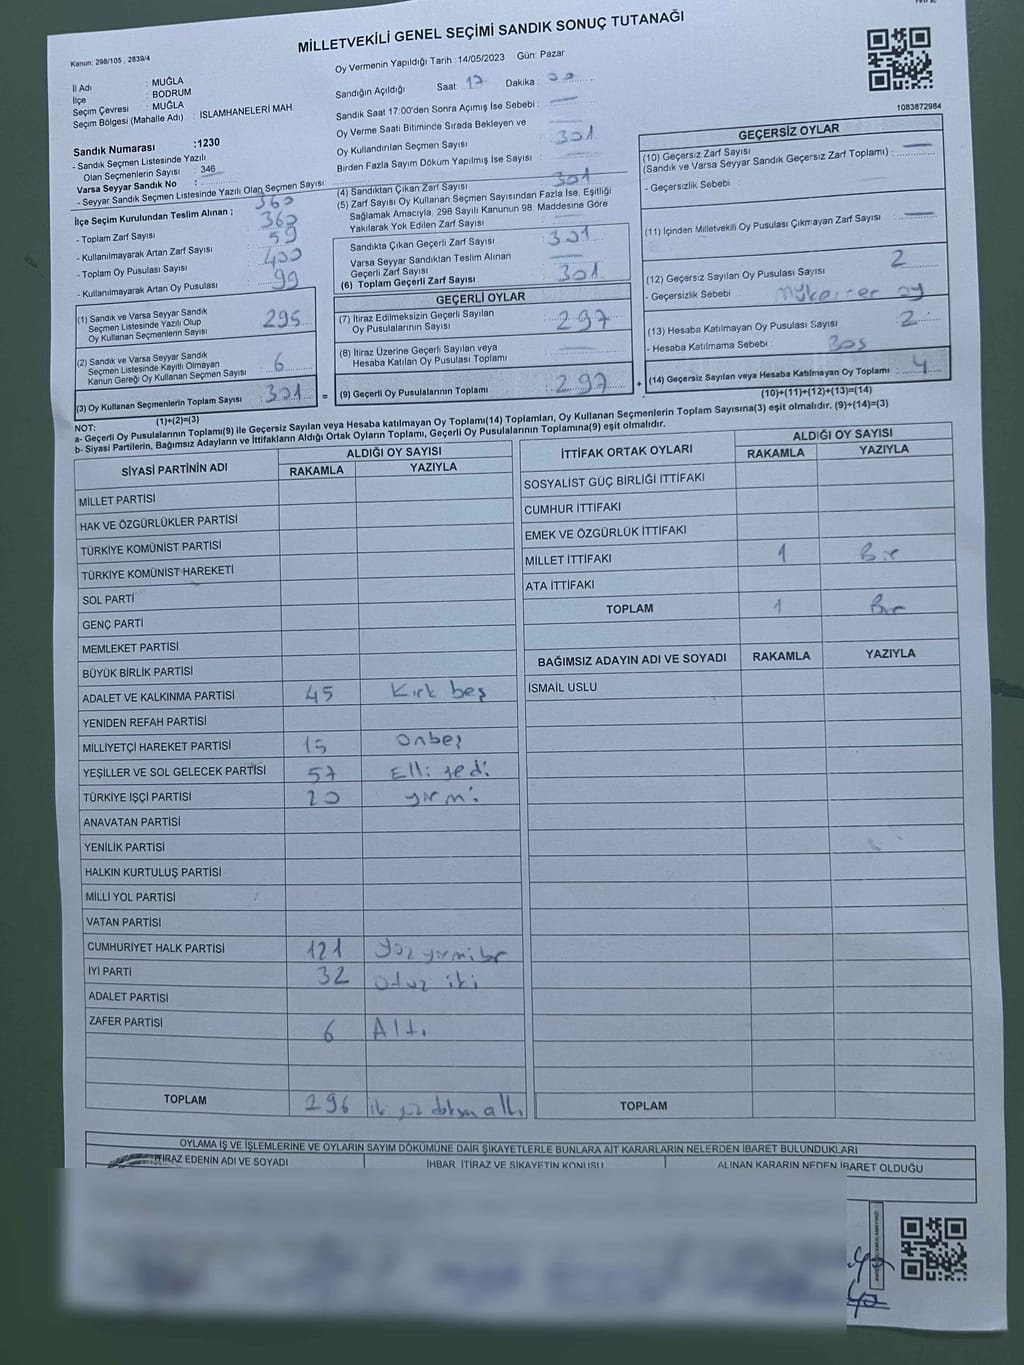 MİLLETVEKİLİ GENEL SEÇİMİ SANDIK SONUÇ TUTANAĞI
Kanun: 298/105 , 2839/4
İl Adı : MUĞLA
İlçe : BODRUM
Seçim Çevresi : MUĞLA
Seçim Bölgesi (Mahalle Adı) : İSLAMHANELERİ MAH.
Sandık Numarası :1230
- Sandık Seçmen Listesinde Yazılı
Olan Seçmenlerin Sayısı : 346
Varsa Seyyar Sandık No :
- Seyyar Sandık Seçmen Listesinde Yazılı Olan Seçmen Sayısı:
İlçe Seçim Kurulundan Teslim Alınan ; 360
- Toplam Zarf Sayısı : 360
- Kullanılmayarak Artan Zarf Sayısı : 59
- Toplam Oy Pusulası Sayısı : 400
- Kullanılmayarak Artan Oy Pusulası : 99
(1) Sandık ve Varsa Seyyar Sandık
Seçmen Listesinde Yazılı Olup
Oy Kullanan Seçmenlerin Sayısı : 295
(2) Sandık ve Varsa Seyyar Sandık
Seçmen Listesinde Kayıtlı Olmayan
Kanun Gereği Oy Kullanan Seçmen Sayısı : 6
(3) Oy Kullanan Seçmenlerin Toplam Sayısı : 301
(1)+(2)=(3)
Oy Vermenin Yapıldığı Tarih :14/05/2023 Gün: Pazar
Sandığın Açıldığı Saat: 17 Dakika : 00
Sandık Saat 17:00'den Sonra Açılmış İse Sebebi :
Oy Verme Saati Bitiminde Sırada Bekleyen ve
Oy Kullandırılan Seçmen Sayısı : 301
Birden Fazla Sayım Döküm Yapılmış İse Sayısı :
(4) Sandıktan Çıkan Zarf Sayısı : 301
(5) Zarf Sayısı Oy Kullanan Seçmen Sayısından Fazla İse, Eşitliği
Sağlamak Amacıyla, 298 Sayılı Kanunun 98. Maddesine Göre
Yakılarak Yok Edilen Zarf Sayısı :
Sandıkta Çıkan Geçerli Zarf Sayısı : 301
Varsa Seyyar Sandıktan Teslim Alınan
Geçerli Zarf Sayısı :
(6) Toplam Geçerli Zarf Sayısı : 301
GEÇERLİ OYLAR
(7) İtiraz Edilmeksizin Geçerli Sayılan
Oy Pusulalarının Sayısı : 297
(8) İtiraz Üzerine Geçerli Sayılan veya
Hesaba Katılan Oy Pusulası Toplamı :
= (9) Geçerli Oy Pusulalarının Toplamı : 297 +
1083872984
GEÇERSİZ OYLAR
(10) Geçersiz Zarf Sayısı
(Sandık ve Varsa Seyyar Sandık Geçersiz Zarf Toplamı) :
- Geçersizlik Sebebi :
(11) İçinden Milletvekili Oy Pusulası Çıkmayan Zarf Sayısı :
(12) Geçersiz Sayılan Oy Pusulası Sayısı : 2
- Geçersizlik Sebebi : mükerrer oy
(13) Hesaba Katılmayan Oy Pusulası Sayısı : 2
- Hesaba Katılmama Sebebi : Boş
(14) Geçersiz Sayılan veya Hesaba Katılmayan Oy Toplamı : 4
(10)+(11)+(12)+(13)=(14)
NOT:
a- Geçerli Oy Pusulalarının Toplamı(9) ile Geçersiz Sayılan veya Hesaba Katılmayan Oy Toplamı(14) Toplamları, Oy Kullanan Seçmenlerin Toplam Sayısına(3) eşit olmalıdır. (9)+(14)=(3)
b- Siyasi Partilerin, Bağımsız Adayların ve İttifakların Aldığı Ortak Oyların Toplamı, Geçerli Oy Pusulalarının Toplamına(9) eşit olmalıdır.
SİYASİ PARTİNİN ADI ALDIĞI OY SAYISI
RAKAMLA YAZIYLA
MİLLET PARTİSİ
HAK VE ÖZGÜRLÜKLER PARTİSİ
TÜRKİYE KOMÜNİST PARTİSİ
TÜRKİYE KOMÜNİST HAREKETİ
SOL PARTİ
GENÇ PARTİ
MEMLEKET PARTİSİ
BÜYÜK BİRLİK PARTİSİ
ADALET VE KALKINMA PARTİSİ 45 Kırk beş
YENİDEN REFAH PARTİSİ
MİLLİYETÇİ HAREKET PARTİSİ 15 Onbeş
YEŞİLLER VE SOL GELECEK PARTİSİ 57 Elli yedi
TÜRKİYE İŞÇİ PARTİSİ 20 yirmi
ANAVATAN PARTİSİ
YENİLİK PARTİSİ
HALKIN KURTULUŞ PARTİSİ
MİLLİ YOL PARTİSİ
VATAN PARTİSİ
CUMHURİYET HALK PARTİSİ 121 Yüz yirmibir
İYİ PARTİ 32 Otuz iki
ADALET PARTİSİ
ZAFER PARTİSİ 6 Altı
TOPLAM 296 iki yüz doksan altı
İTTİFAK ORTAK OYLARI ALDIĞI OY SAYISI
RAKAMLA YAZIYLA
SOSYALİST GÜÇ BİRLİĞİ İTTİFAKI
CUMHUR İTTİFAKI
EMEK VE ÖZGÜRLÜK İTTİFAKI
MİLLET İTTİFAKI 1 Bir
ATA İTTİFAKI
TOPLAM 1 Bir
BAĞIMSIZ ADAYIN ADI VE SOYADI RAKAMLA YAZIYLA
İSMAİL USLU
TOPLAM
OYLAMA İŞ VE İŞLEMLERİNE VE OYLARIN SAYIM DÖKÜMÜNE DAİR ŞİKAYETLERLE BUNLARA AİT KARARLARIN NELERDEN İBARET BULUNDUKLARI
İTİRAZ EDENİN ADI VE SOYADI İHBAR, İTİRAZ VE ŞİKAYETİN KONUSU ALINAN KARARIN NEDEN İBARET OLDUĞU